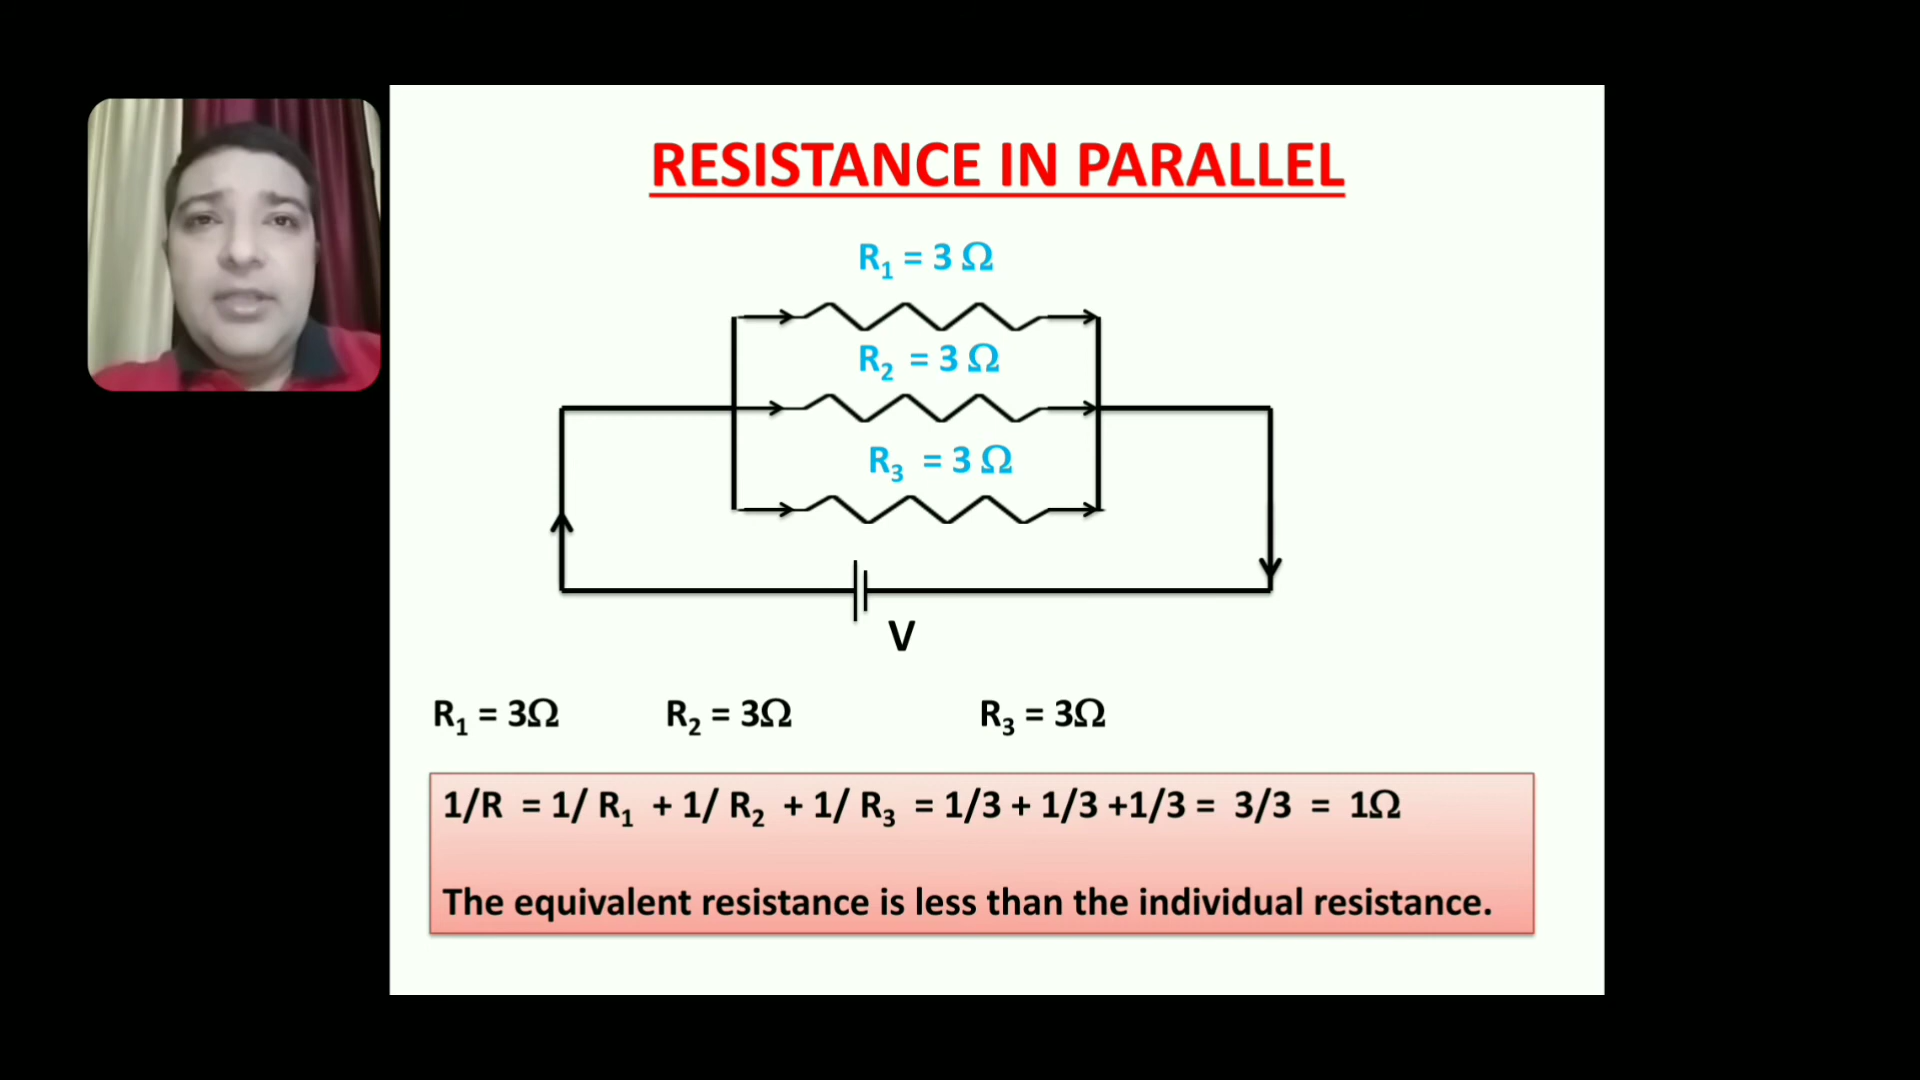 RESISTANCE IN PARALLEL
R₁ = 3 Ω
R₂ = 3 Ω
R₃ = 3 Ω
V
R₁ = 3Ω R₂ = 3Ω R₃ = 3Ω
1/R = 1/ R₁ + 1/ R₂ + 1/ R₃ = 1/3 + 1/3 +1/3 = 3/3 = 1Ω
The equivalent resistance is less than the individual resistance.